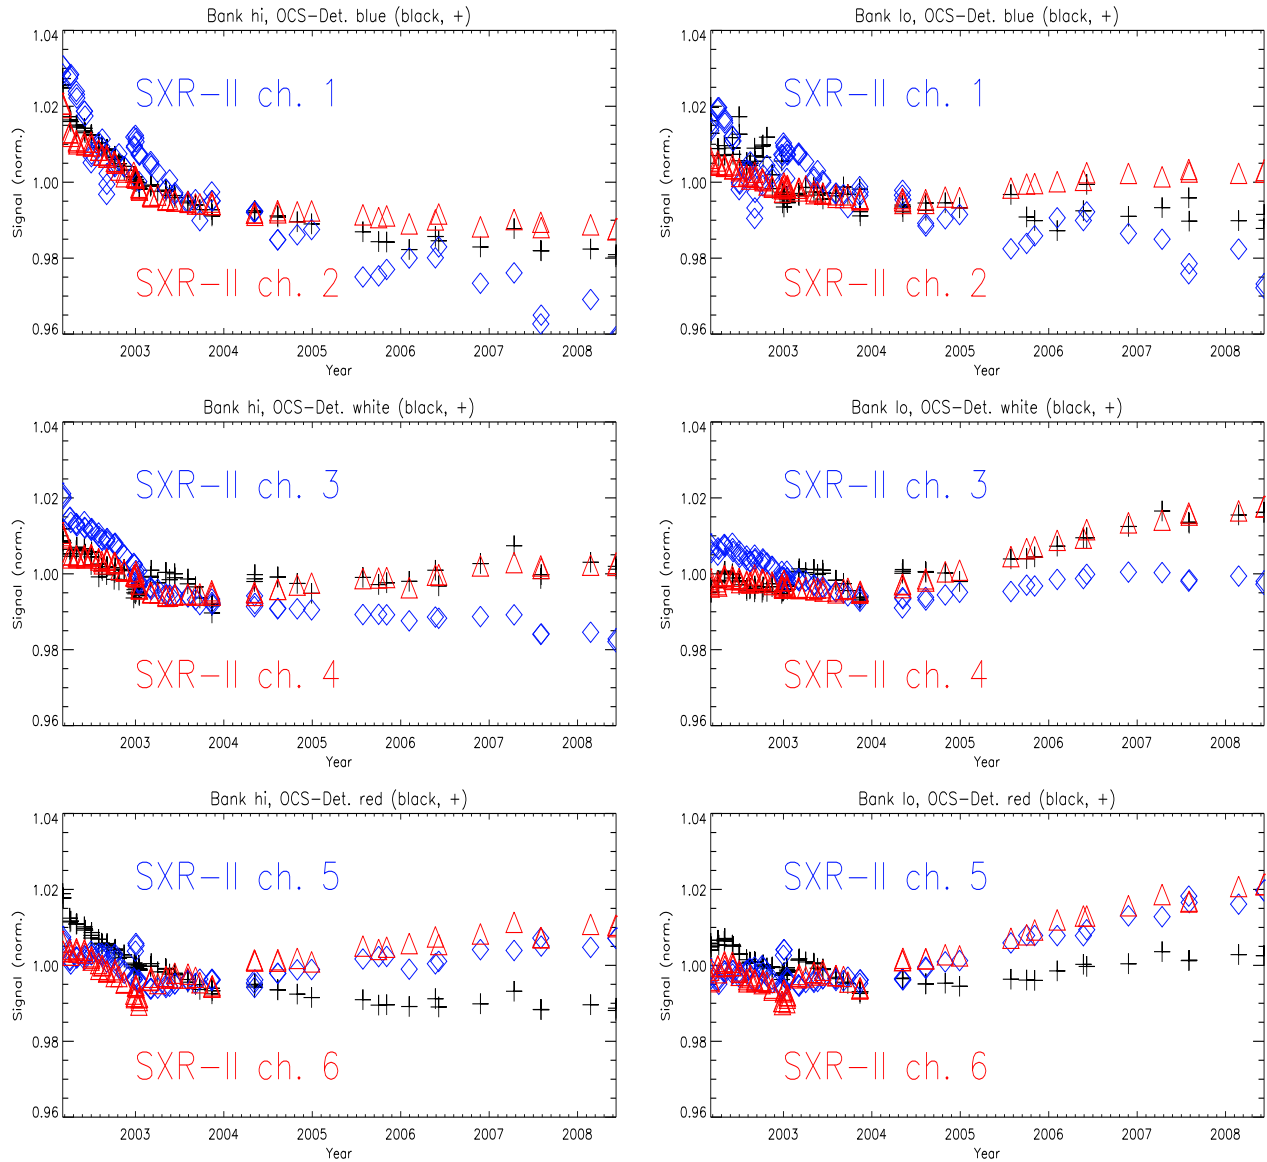 Bank hi, OCS-Det. blue (black, +)
1.04
1.02
1.00
0.98
0.96
Signal (norm.)
SXR-II ch. 1
SXR-II ch. 2
2003 2004 2005 2006 2007 2008
Year
Bank lo, OCS-Det. blue (black, +)
1.04
1.02
1.00
0.98
0.96
Signal (norm.)
SXR-II ch. 1
SXR-II ch. 2
2003 2004 2005 2006 2007 2008
Year
Bank hi, OCS-Det. white (black, +)
1.04
1.02
1.00
0.98
0.96
Signal (norm.)
SXR-II ch. 3
SXR-II ch. 4
2003 2004 2005 2006 2007 2008
Year
Bank lo, OCS-Det. white (black, +)
1.04
1.02
1.00
0.98
0.96
Signal (norm.)
SXR-II ch. 3
SXR-II ch. 4
2003 2004 2005 2006 2007 2008
Year
Bank hi, OCS-Det. red (black, +)
1.04
1.02
1.00
0.98
0.96
Signal (norm.)
SXR-II ch. 5
SXR-II ch. 6
2003 2004 2005 2006 2007 2008
Year
Bank lo, OCS-Det. red (black, +)
1.04
1.02
1.00
0.98
0.96
Signal (norm.)
SXR-II ch. 5
SXR-II ch. 6
2003 2004 2005 2006 2007 2008
Year